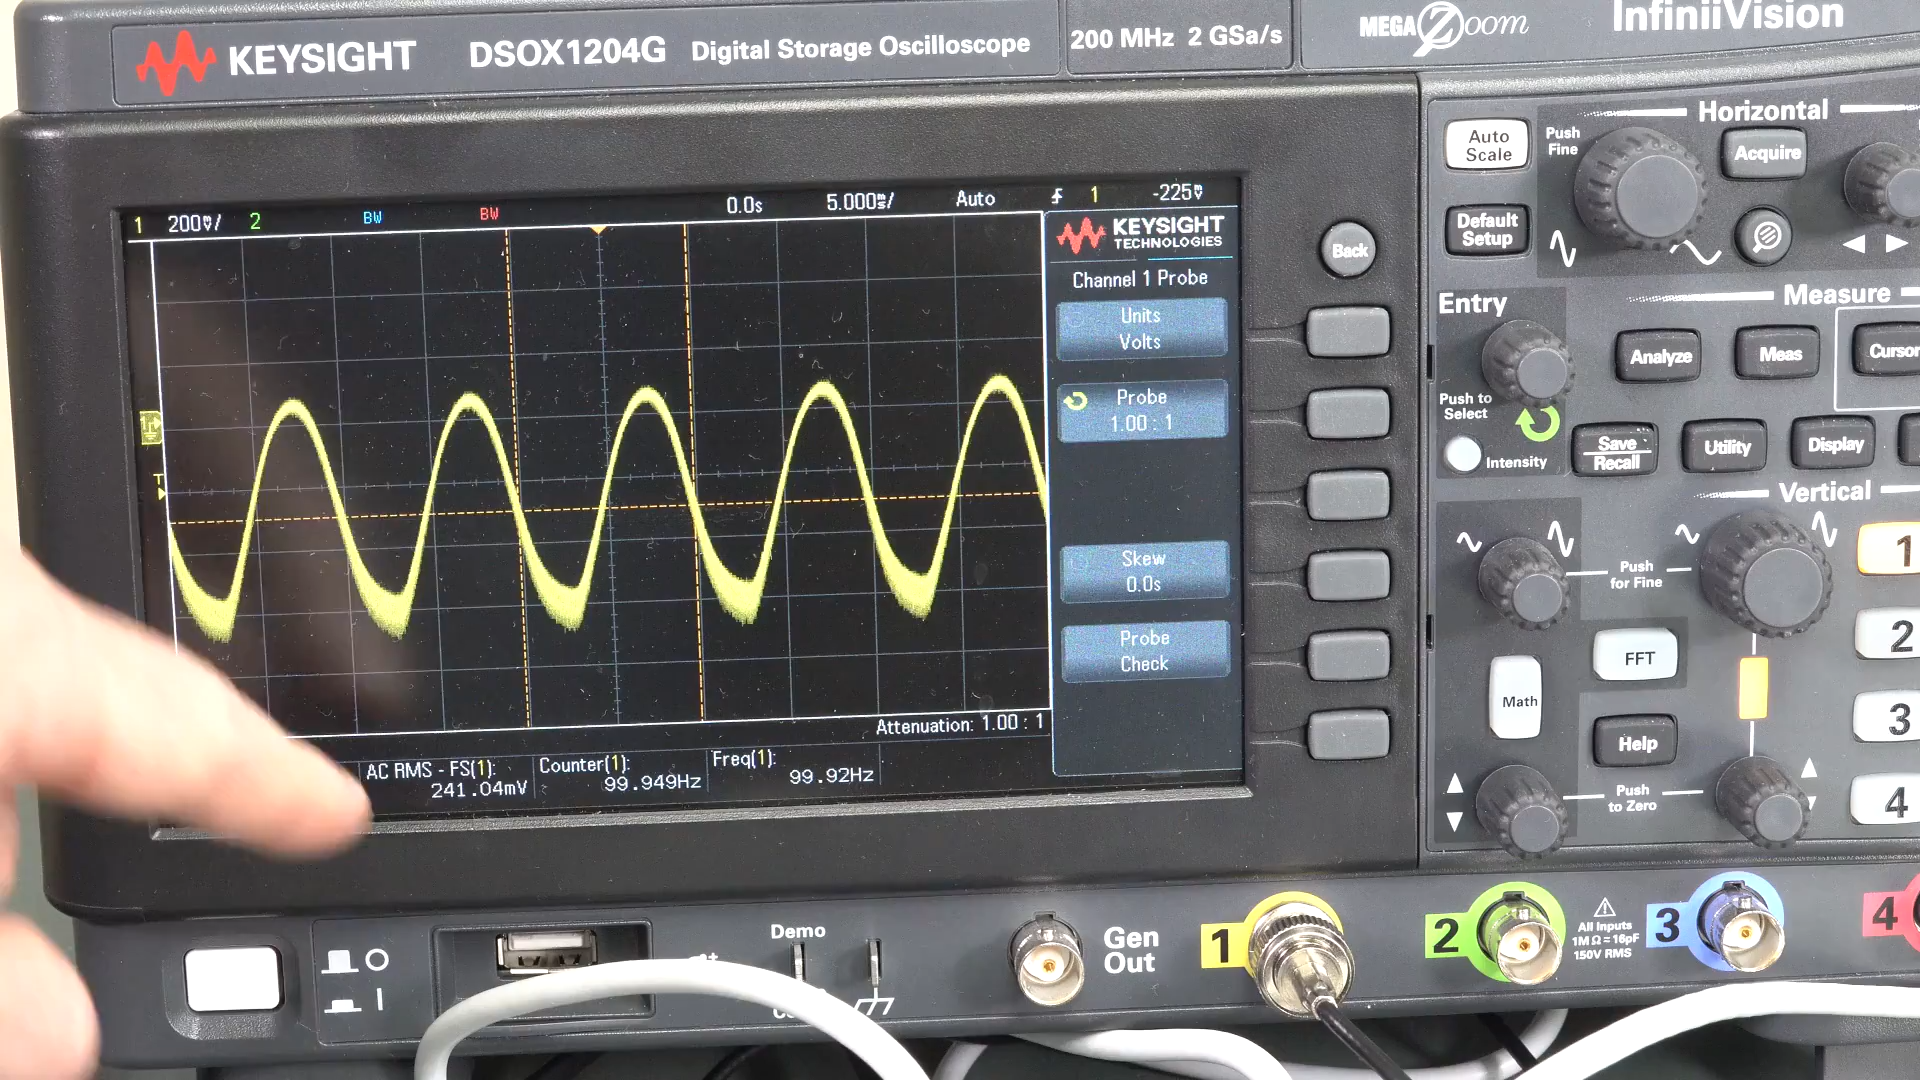 KEYSIGHT DSOX1204G Digital Storage Oscilloscope 200 MHz 2 GSa/s MEGA Zoom InfiniiVision
1 200mV/ 2 BW BW 0.0s 5.000ms/ Auto 1 -225mV
KEYSIGHT
TECHNOLOGIES
Channel 1 Probe
Units
Volts
Probe
1.00 : 1
Skew
0.0s
Probe
Check
T
Attenuation: 1.00 : 1
AC RMS - FS(1):
241.04mV
Counter(1):
99.949Hz
Freq(1):
99.92Hz
Back
Horizontal
Auto
Scale
Push
Fine
Acquire
Default
Setup
Entry
Measure
Analyze
Meas
Cursor
Push to
Select
Intensity
Save
Recall
Utility
Display
Vertical
Push
for Fine
1
2
3
4
FFT
Math
Help
Push
to Zero
Demo
Gen
Out
1
2
All Inputs
1MΩ=16pF
150V RMS
3
4